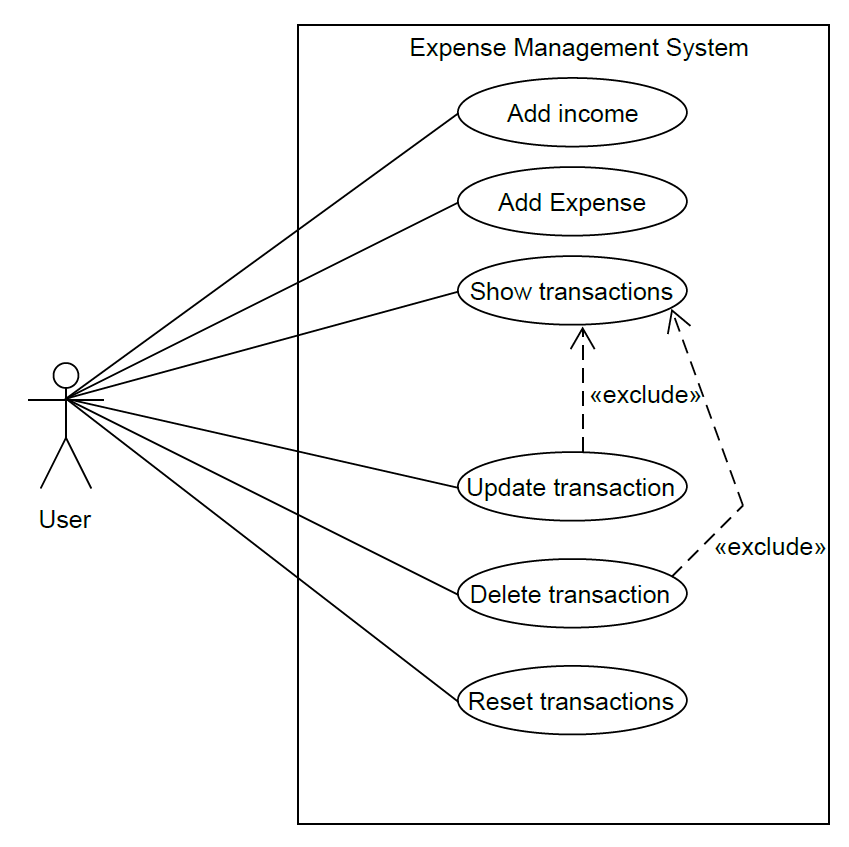 Expense Management System
Add income
Add Expense
Show transactions
«exclude»
Update transaction
User
«exclude»
Delete transaction
Reset transactions